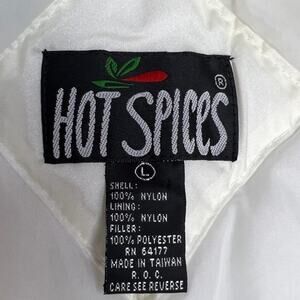 HOT SPICES
®
L
SHELL:
100% NYLON
LINING:
100% NYLON
FILLER:
100% POLYESTER
RN 64177
MADE IN TAIWAN
R. O. C.
CARE SEE REVERSE